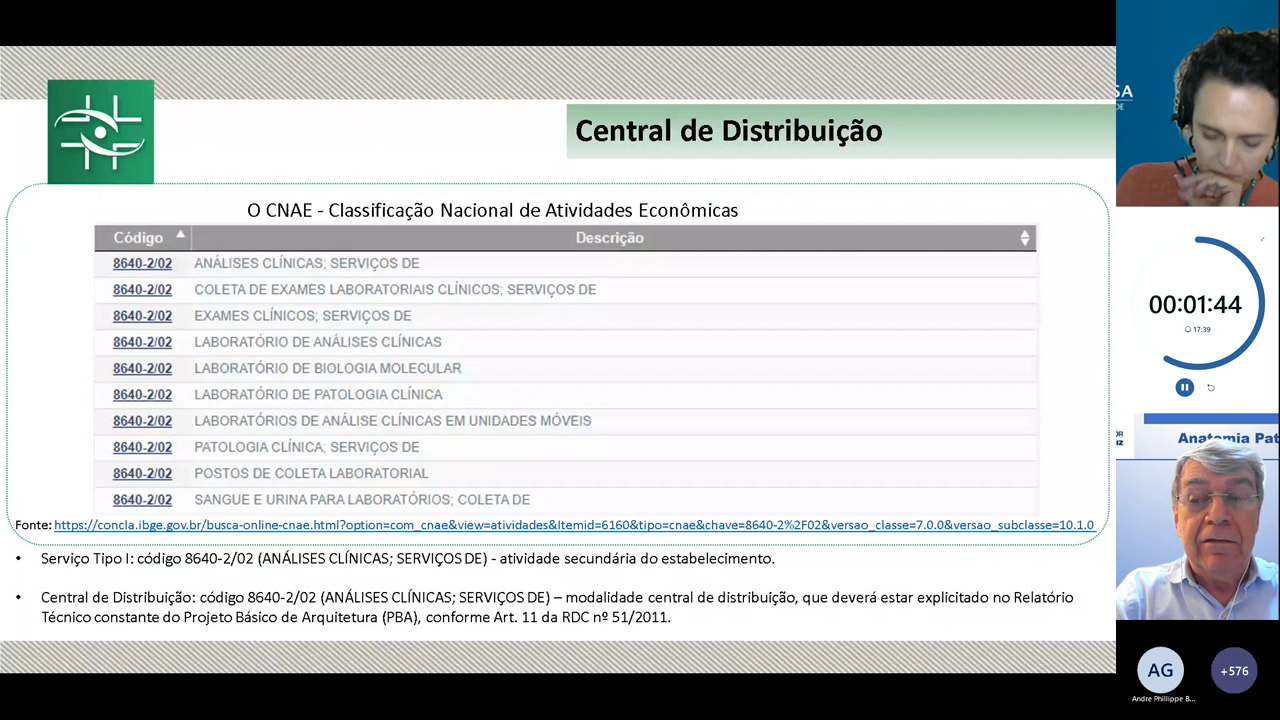 Central de Distribuição
O CNAE - Classificação Nacional de Atividades Econômicas
Código Descrição
8640-2/02 ANÁLISES CLÍNICAS; SERVIÇOS DE
8640-2/02 COLETA DE EXAMES LABORATORIAIS CLÍNICOS; SERVIÇOS DE
8640-2/02 EXAMES CLÍNICOS; SERVIÇOS DE
8640-2/02 LABORATÓRIO DE ANÁLISES CLÍNICAS
8640-2/02 LABORATÓRIO DE BIOLOGIA MOLECULAR
8640-2/02 LABORATÓRIO DE PATOLOGIA CLÍNICA
8640-2/02 LABORATÓRIOS DE ANÁLISE CLÍNICAS EM UNIDADES MÓVEIS
8640-2/02 PATOLOGIA CLÍNICA; SERVIÇOS DE
8640-2/02 POSTOS DE COLETA LABORATORIAL
8640-2/02 SANGUE E URINA PARA LABORATÓRIOS; COLETA DE
Fonte: https://concla.ibge.gov.br/busca-online-cnae.html?option=com_cnae&view=atividades&Itemid=6160&tipo=cnae&chave=8640-2%2F02&versao_classe=7.0.0&versao_subclasse=10.1.0
• Serviço Tipo I: código 8640-2/02 (ANÁLISES CLÍNICAS; SERVIÇOS DE) - atividade secundária do estabelecimento.
• Central de Distribuição: código 8640-2/02 (ANÁLISES CLÍNICAS; SERVIÇOS DE) – modalidade central de distribuição, que deverá estar explicitado no Relatório
Técnico constante do Projeto Básico de Arquitetura (PBA), conforme Art. 11 da RDC nº 51/2011.
SA
DE
00:01:44
17:39
Anatomia Pat
AG
+576
Andre Phillippe B...